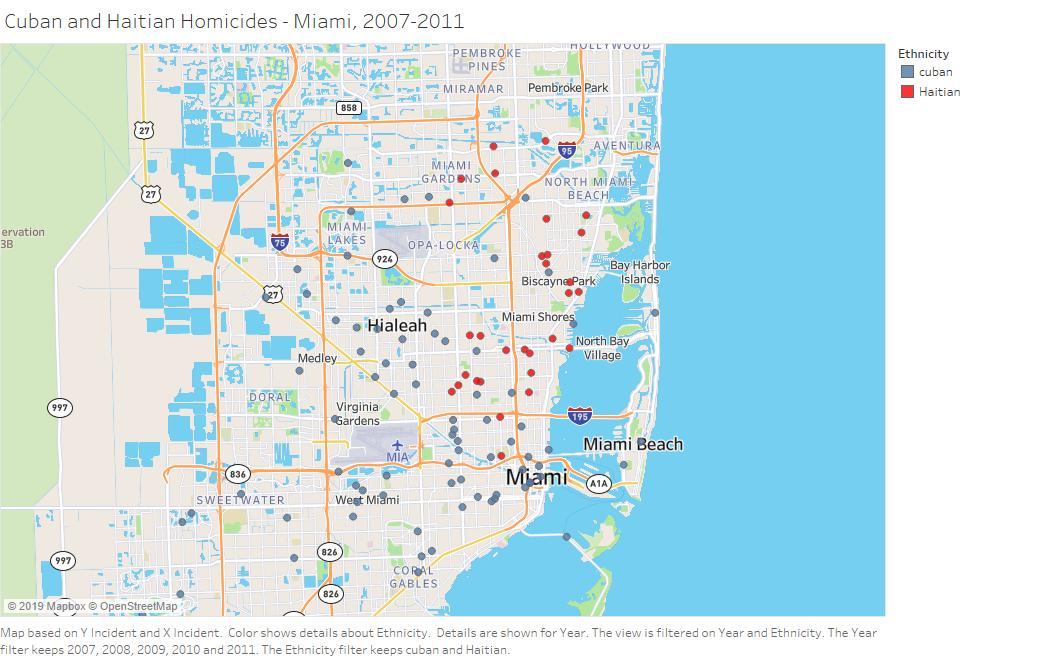 Cuban and Haitian Homicides - Miami, 2007-2011
PEMBROKE
PINES
HOLLYWOOD
MIRAMAR
Pembroke Park
858
27
95
AVENTURA
MIAMI
GARDENS
NORTH MIAMI
BEACH
27
ervation
3B
MIAMI
LAKES
75
OPA-LOCKA
924
Bay Harbor
Islands
Biscayne Park
27
Miami Shores
Hialeah
North Bay
Village
Medley
DORAL
997
Virginia
Gardens
195
MIA
Miami Beach
836
Miami
A1A
SWEETWATER
West Miami
826
997
CORAL
GABLES
826
© 2019 Mapbox © OpenStreetMap
Ethnicity
cuban
Haitian
Map based on Y Incident and X Incident. Color shows details about Ethnicity. Details are shown for Year. The view is filtered on Year and Ethnicity. The Year
filter keeps 2007, 2008, 2009, 2010 and 2011. The Ethnicity filter keeps cuban and Haitian.